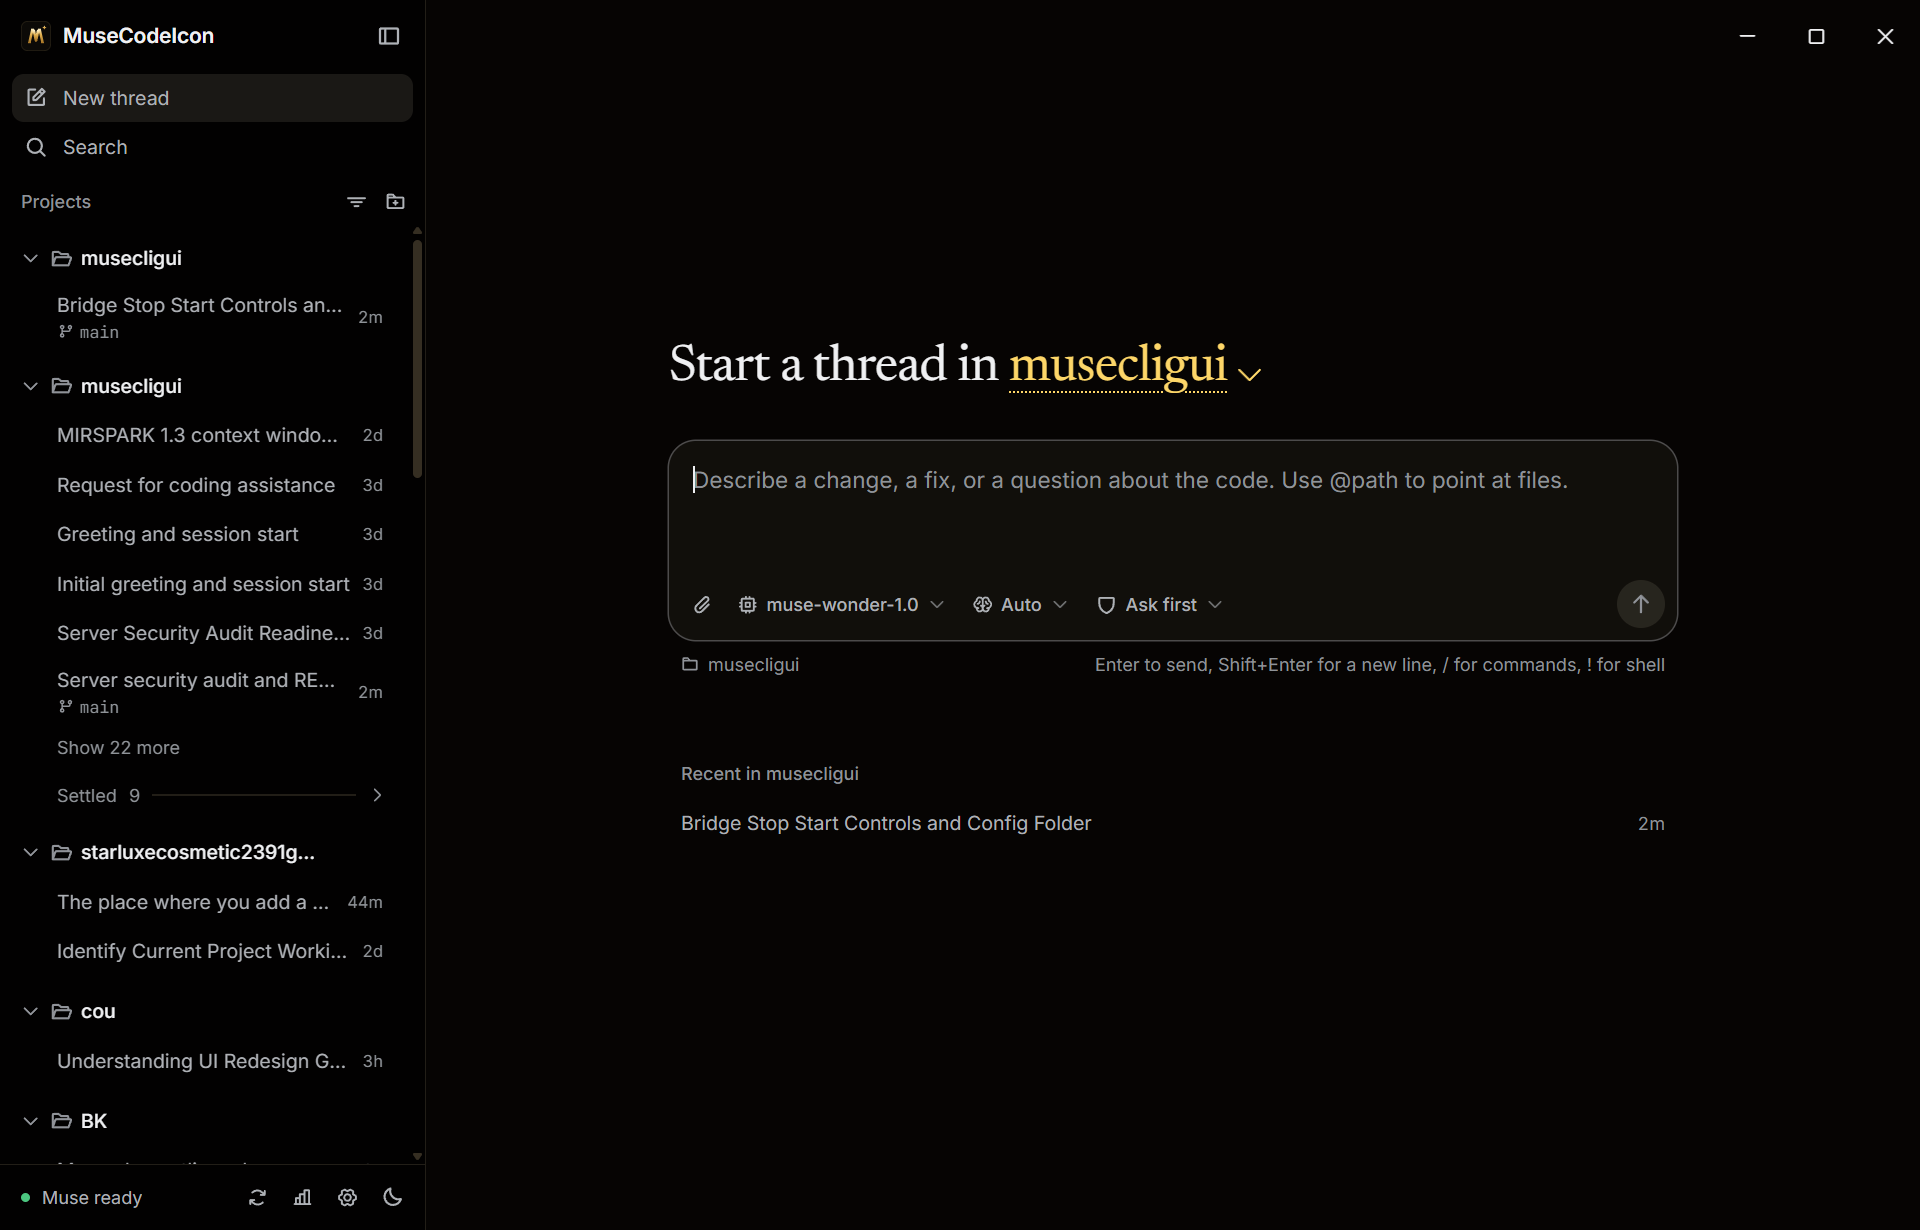 MuseCodeIcon
New thread
Search
Projects
musecligui
Bridge Stop Start Controls an... 2m
main
musecligui
MIRSPARK 1.3 context windo... 2d
Request for coding assistance 3d
Greeting and session start 3d
Initial greeting and session start 3d
Server Security Audit Readine... 3d
Server security audit and RE... 2m
main
Show 22 more
Settled 9
starluxecosmetic2391g...
The place where you add a ... 44m
Identify Current Project Worki... 2d
cou
Understanding UI Redesign G... 3h
BK
Muse ready
Start a thread in musecligui
Describe a change, a fix, or a question about the code. Use @path to point at files.
muse-wonder-1.0 Auto Ask first
musecligui Enter to send, Shift+Enter for a new line, / for commands, ! for shell
Recent in musecligui
Bridge Stop Start Controls and Config Folder 2m